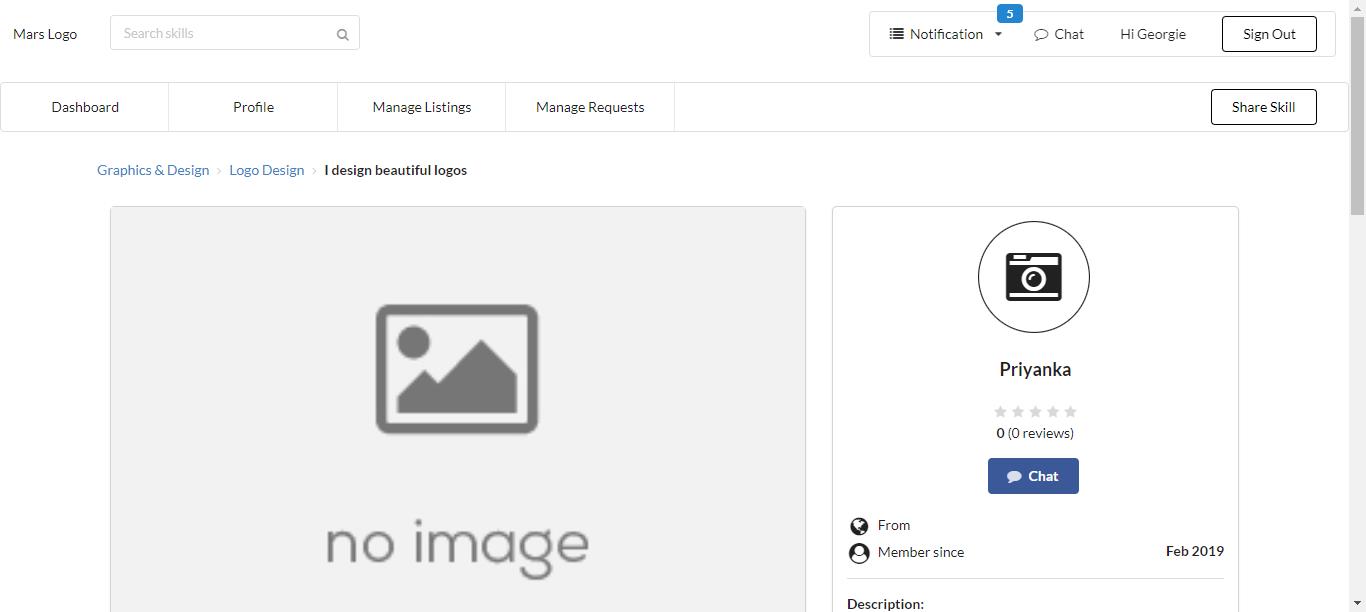 Mars Logo
Search skills
5
Notification
Chat
Hi Georgie
Sign Out
Dashboard
Profile
Manage Listings
Manage Requests
Share Skill
Graphics & Design › Logo Design › I design beautiful logos
no image
Priyanka
0 (0 reviews)
Chat
From
Member since Feb 2019
Description: